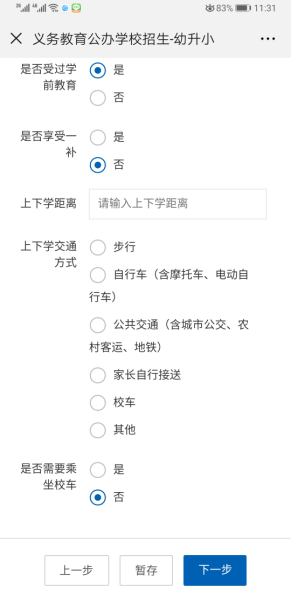 83% 11:31
× 义务教育公办学校招生-幼升小 ...
是否受过学
前教育
是
否
是否享受一
补
是
否
上下学距离
请输入上下学距离
上下学交通
方式
步行
自行车（含摩托车、电动自
行车）
公共交通（含城市公交、农
村客运、地铁）
家长自行接送
校车
其他
是否需要乘
坐校车
是
否
上一步 暂存 下一步